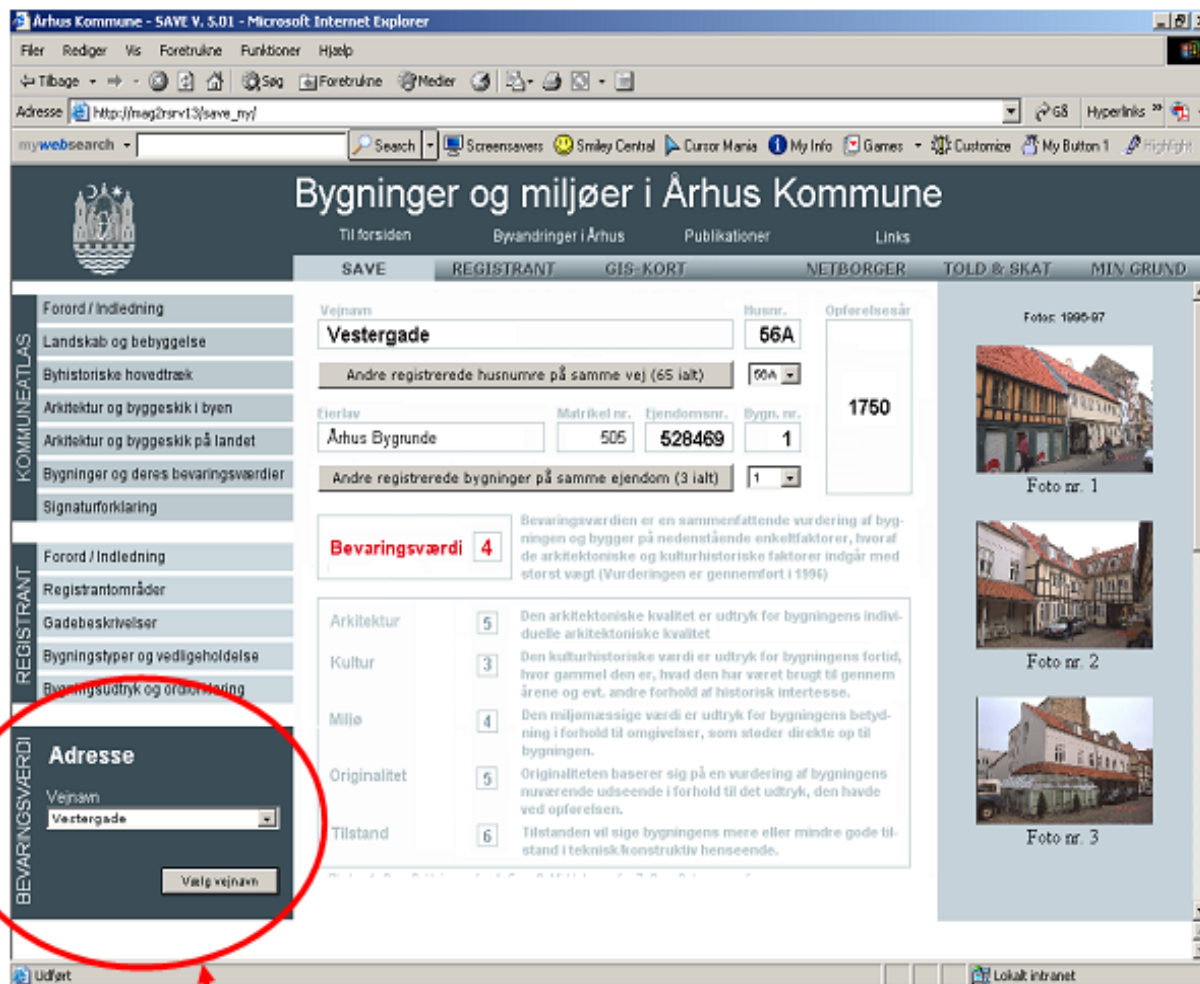 Århus Kommune - SAVE V. 5.01 - Microsoft Internet Explorer
Filer Rediger Vis Foretrukne Funktioner Hjælp
Tilbage Søg Foretrukne Medier
Adresse http://mag2rsrv13/save_ny/ Gå Hyperlinks »
mywebsearch Search Screensavers Smiley Central Cursor Mania My Info Games Customize My Button 1 Highlight
Bygninger og miljøer i Århus Kommune
Til forsiden Byvandringer i Århus Publikationer Links
SAVE REGISTRANT GIS-KORT NETBORGER TOLD & SKAT MIN GRUND
KOMMUNEATLAS
Forord / Indledning
Landskab og bebyggelse
Byhistoriske hovedtræk
Arkitektur og byggeskik i byen
Arkitektur og byggeskik på landet
Bygninger og deres bevaringsværdier
Signaturforklaring
REGISTRANT
Forord / Indledning
Registrantområder
Gadebeskrivelser
Bygningstyper og vedligeholdelse
Bygningsudtryk og ordforklaring
BEVARINGSVÆRDI
Adresse
Vejnavn
Vestergade
Vælg vejnavn
Vejnavn Husnr. Opførelsesår
Vestergade 56A
Andre registrerede husnumre på samme vej (65 ialt) 56A
1750
Ejerlav Matrikel nr. Ejendomsnr. Bygn. nr.
Århus Bygrunde 505 528469 1
Andre registrerede bygninger på samme ejendom (3 ialt) 1
Bevaringsværdi 4
Bevaringsværdien er en sammenfattende vurdering af byg-
ningen og bygger på nedenstående enkeltfaktorer, hvoraf
de arkitektoniske og kulturhistoriske faktorer indgår med
størst vægt (Vurderingen er gennemført i 1996)
Arkitektur 5
Den arkitektoniske kvalitet er udtryk for bygningens indivi-
duelle arkitektoniske kvalitet
Kultur 3
Den kulturhistoriske værdi er udtryk for bygningens fortid,
hvor gammel den er, hvad den har været brugt til gennem
årene og evt. andre forhold af historisk intertesse.
Miljø 4
Den miljømæssige værdi er udtryk for bygningens betyd-
ning i forhold til omgivelser, som støder direkte op til
bygningen.
Originalitet 5
Originaliteten baserer sig på en vurdering af bygningens
nuværende udseende i forhold til det udtryk, den havde
ved opførelsen.
Tilstand 6
Tilstanden vil sige bygningens mere eller mindre gode til-
stand i teknisk/konstruktiv henseende.
Fotos: 1995-97
Foto nr. 1
Foto nr. 2
Foto nr. 3
Udført Lokalt intranet